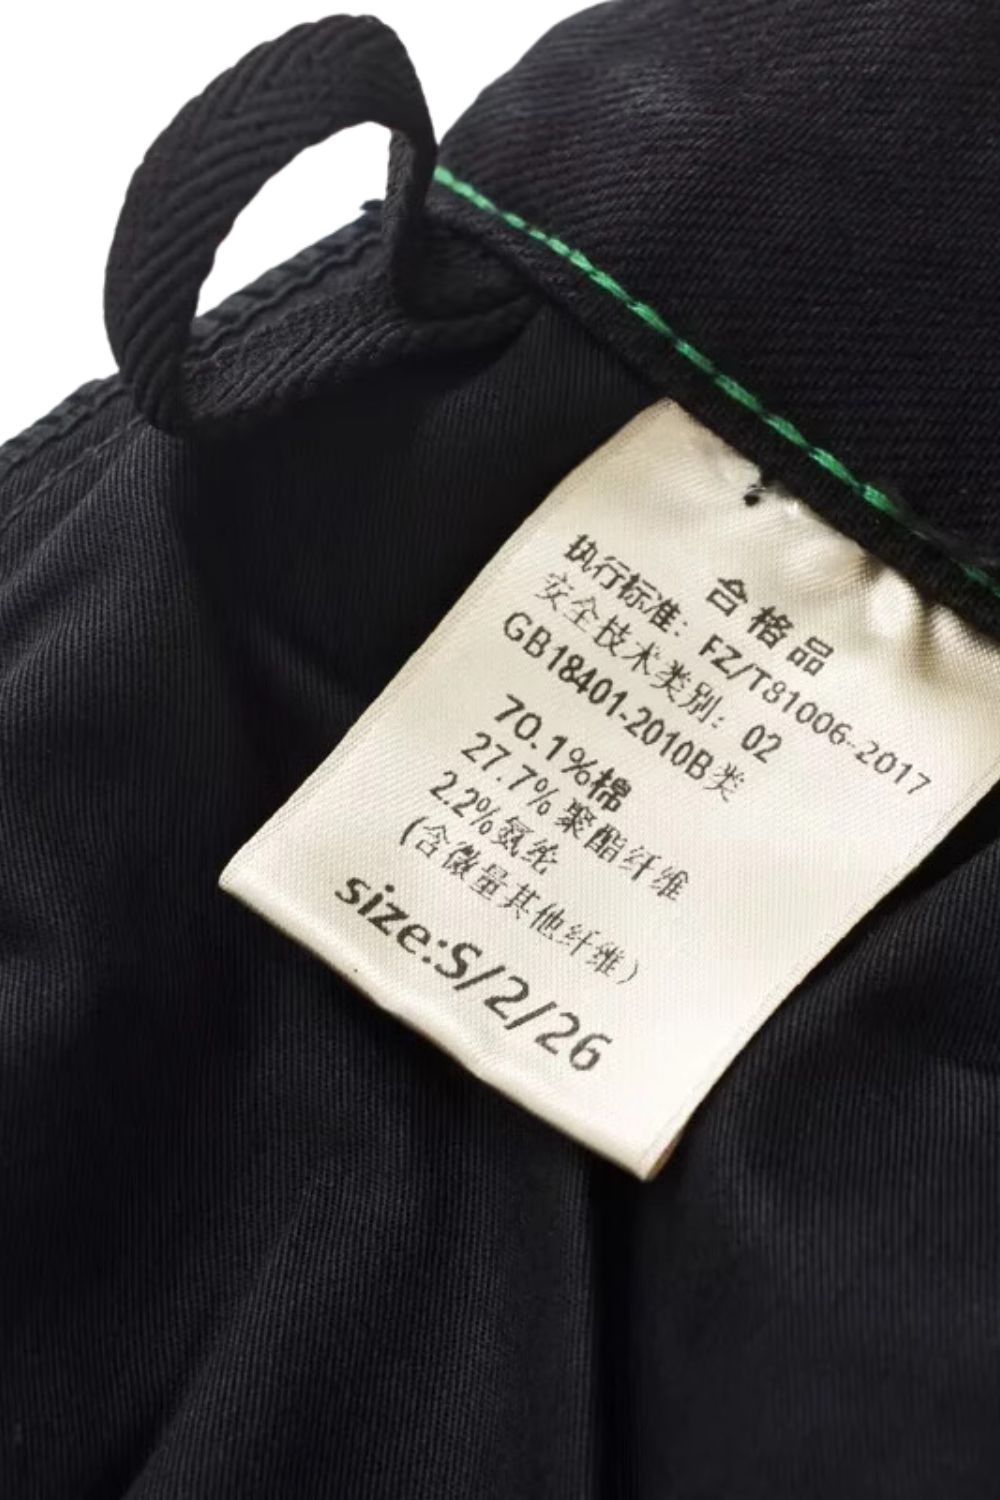 合格品
执行标准: FZ/T81006-2017
安全技术类别: 02
GB18401-2010B类
70.1%棉
27.7%聚酯纤维
2.2%氨纶
(含微量其他纤维)
size:S/2/26